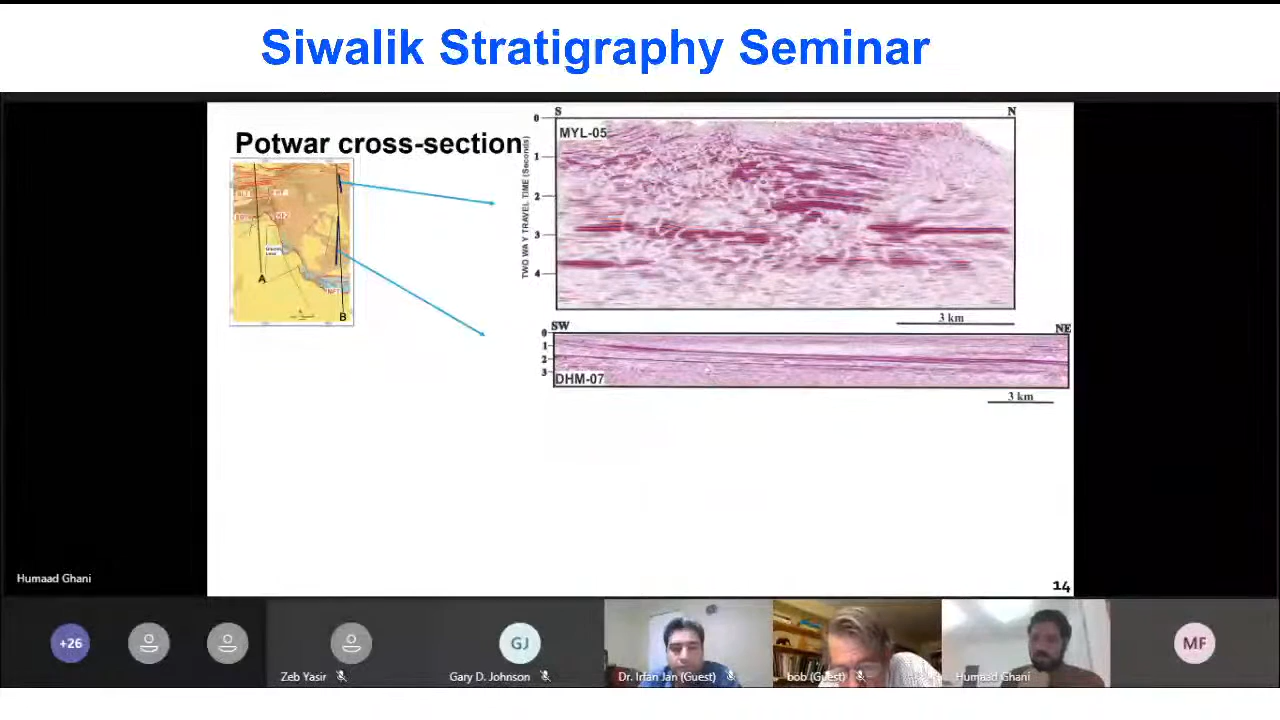 Siwalik Stratigraphy Seminar
Potwar cross-section
A
B
S
N
MYL-05
0
1
2
3
4
TWO WAY TRAVEL TIME (Seconds)
3 km
SW
NE
0
1
2
3
DHM-07
3 km
14
Humaad Ghani
+26
Zeb Yasir
GJ
Gary D. Johnson
Dr. Irfan Jan (Guest)
bob (Guest)
Humaad Ghani
MF